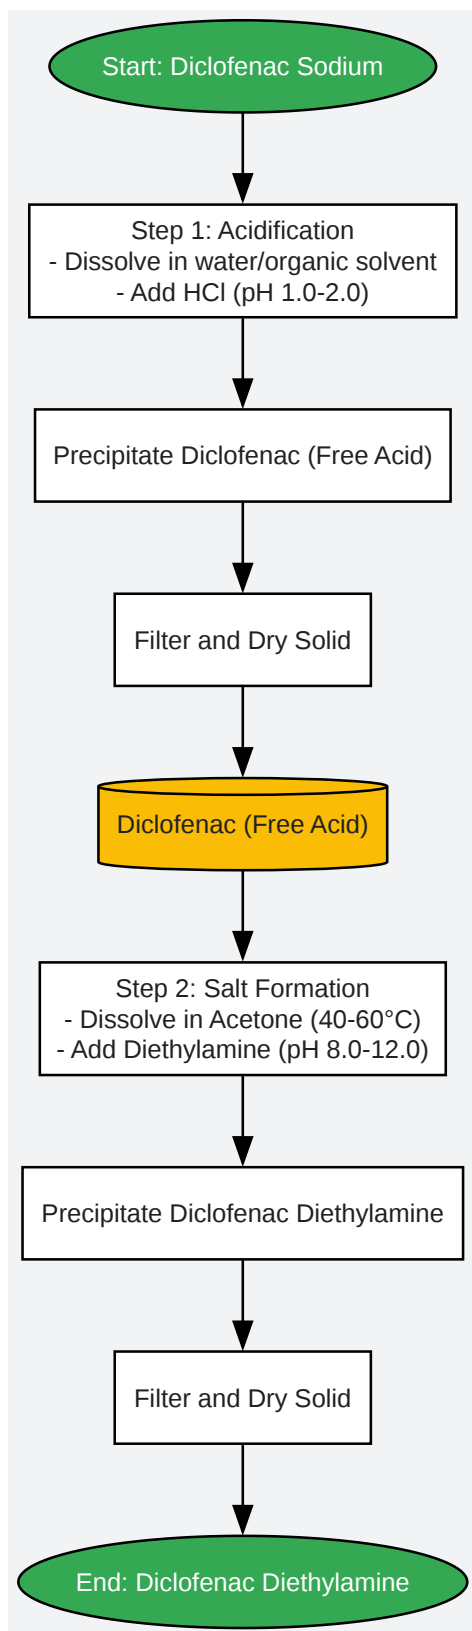 Start: Diclofenac Sodium
Step 1: Acidification
- Dissolve in water/organic solvent
- Add HCl (pH 1.0-2.0)
Precipitate Diclofenac (Free Acid)
Filter and Dry Solid
Diclofenac (Free Acid)
Step 2: Salt Formation
- Dissolve in Acetone (40-60°C)
- Add Diethylamine (pH 8.0-12.0)
Precipitate Diclofenac Diethylamine
Filter and Dry Solid
End: Diclofenac Diethylamine